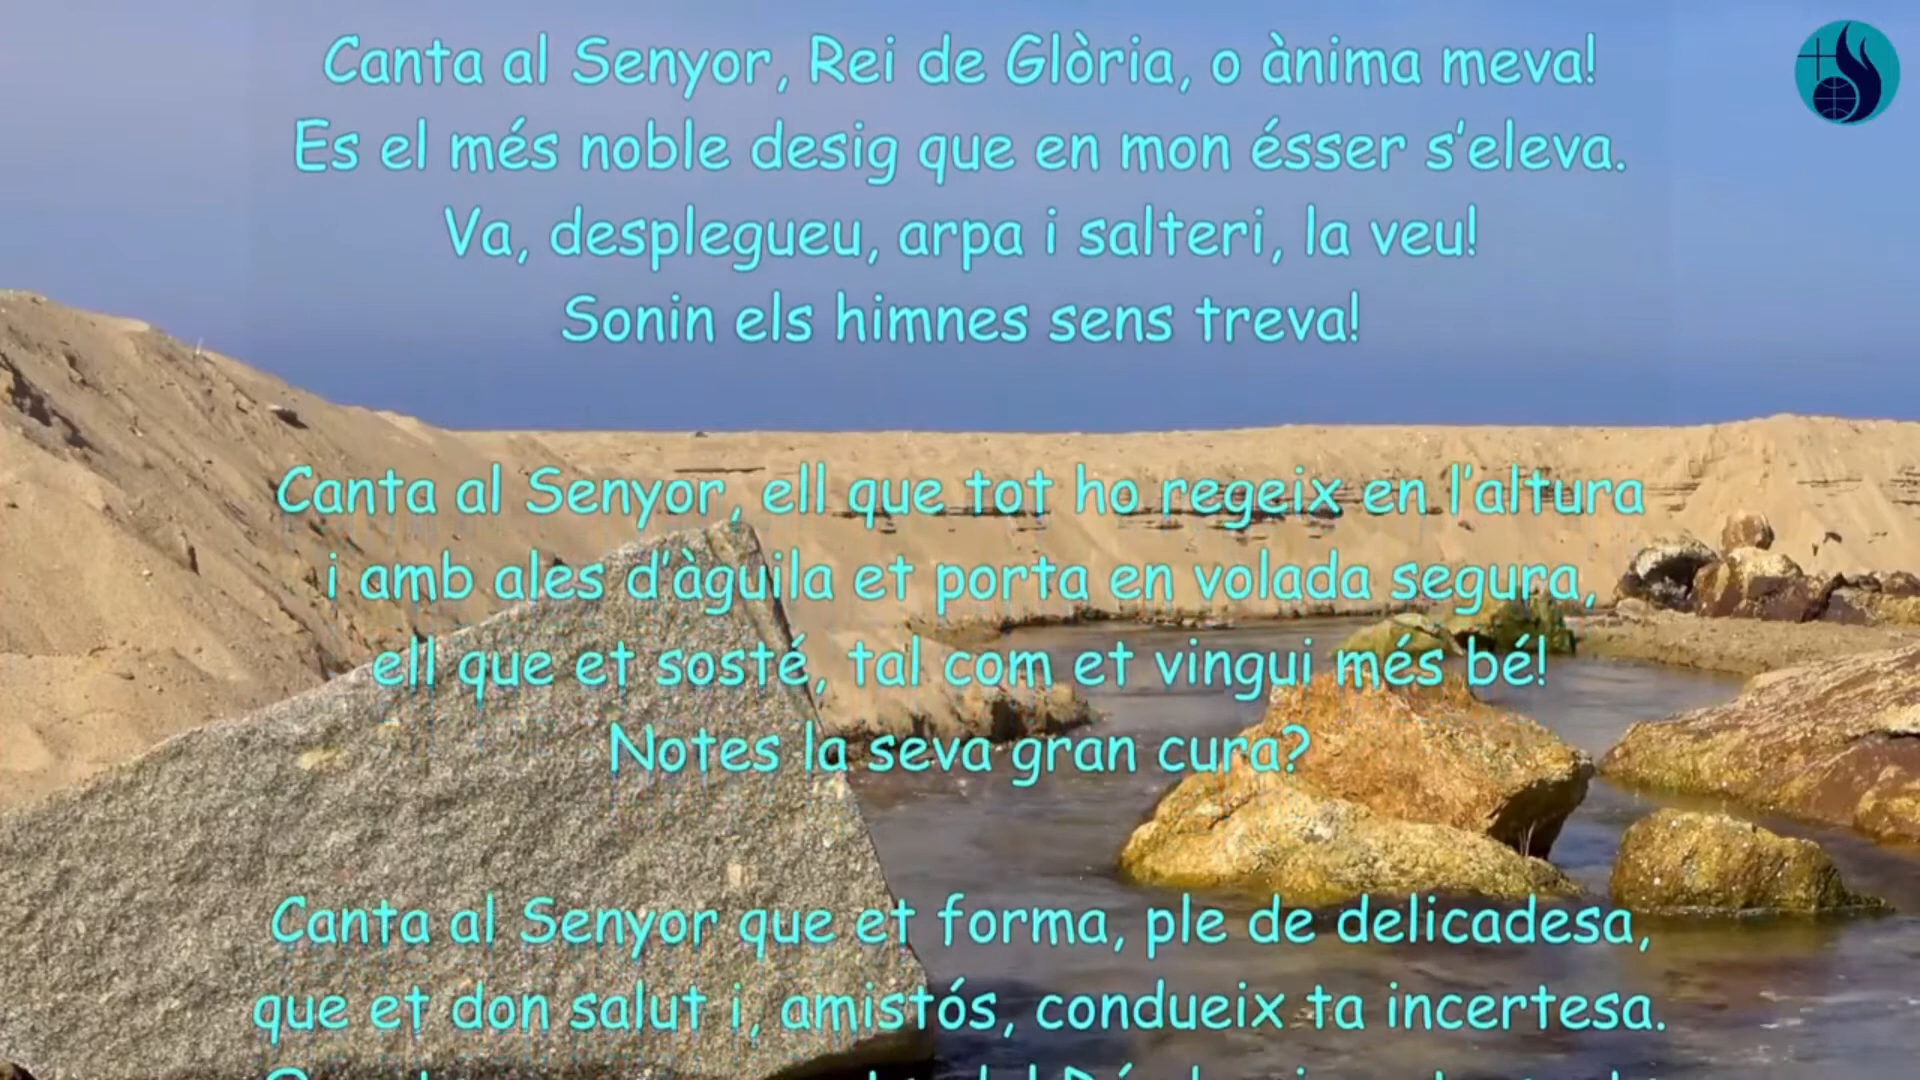 Canta al Senyor, Rei de Glòria, o ànima meva!
Es el més noble desig que en mon ésser s'eleva.
Va, desplegueu, arpa i salteri, la veu!
Sonin els himnes sens treva!
Canta al Senyor, ell que tot ho regeix en l'altura
i amb ales d'àguila et porta en volada segura,
ell que et sosté, tal com et vingui més bé!
Notes la seva gran cura?
Canta al Senyor que et forma, ple de delicadesa,
que et don salut i, amistós, condueix ta incertesa.